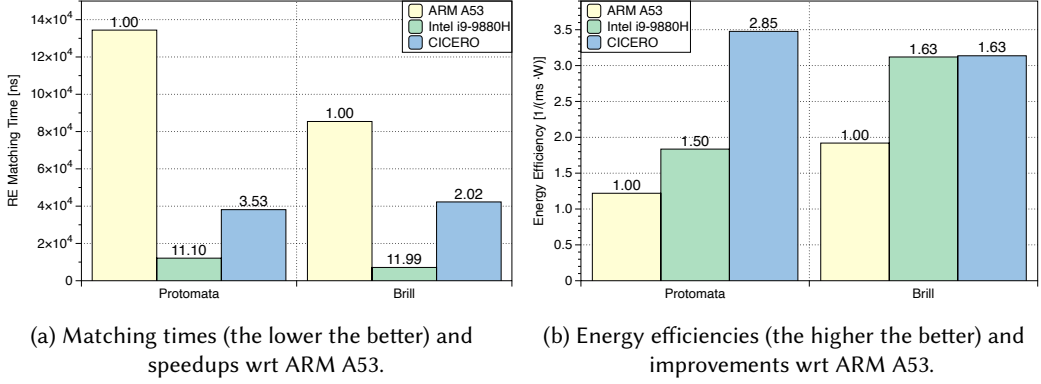 14×10⁴
12×10⁴
10×10⁴
8×10⁴
6×10⁴
4×10⁴
2×10⁴
0
RE Matching Time [ns]
ARM A53
Intel i9-9880H
CICERO
1.00
11.10
3.53
1.00
11.99
2.02
Protomata
Brill
(a) Matching times (the lower the better) and
speedups wrt ARM A53.
3.5
3.0
2.5
2.0
1.5
1.0
0.5
0
Energy Efficiency [1/(ms ·W)]
ARM A53
Intel i9-9880H
CICERO
1.00
1.50
2.85
1.00
1.63
1.63
Protomata
Brill
(b) Energy efficiencies (the higher the better) and
improvements wrt ARM A53.